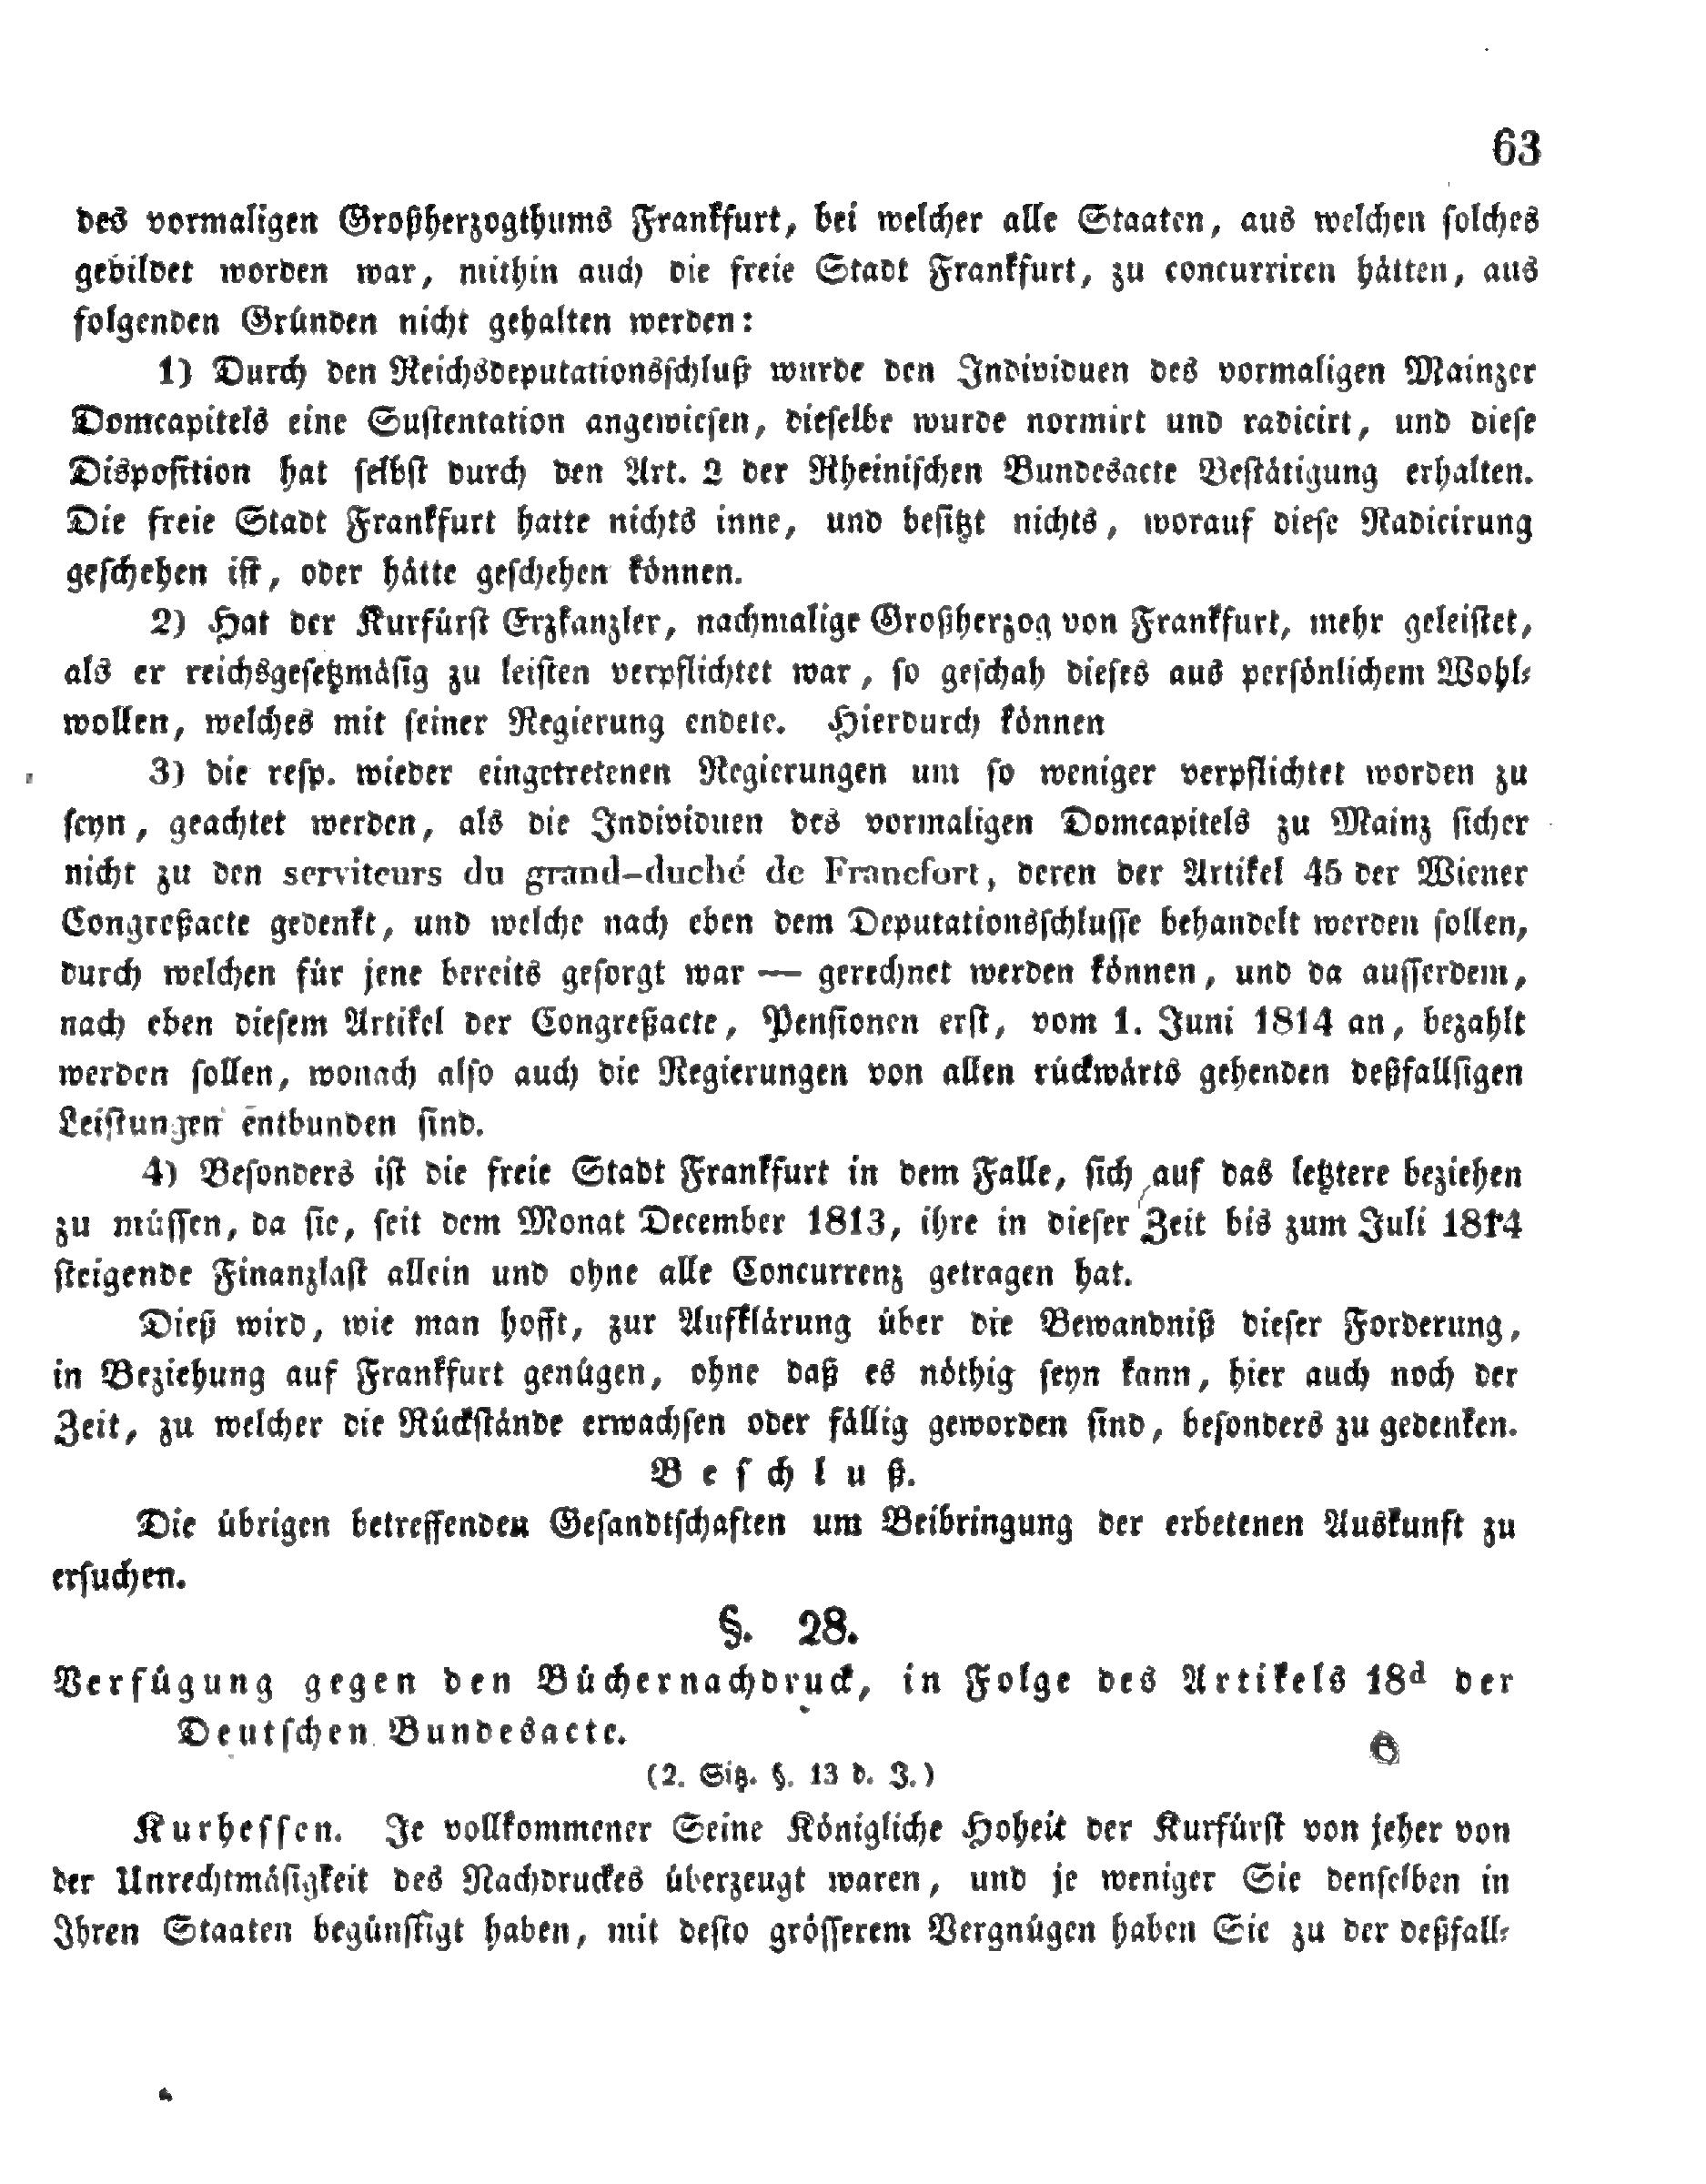 63
des vormaligen Großherzogthums Frankfurt, bei welcher alle Staaten, aus welchen solches
gebildet worden war, mithin auch die freie Stadt Frankfurt, zu concurriren hätten, aus
folgenden Gründen nicht gehalten werden:
1) Durch den Reichsdeputationsschluß wurde den Individuen des vormaligen Mainzer
Domcapitels eine Sustentation angewiesen, dieselbe wurde normirt und radicirt, und diese
Disposition hat selbst durch den Art. 2 der Rheinischen Bundesacte Bestätigung erhalten.
Die freie Stadt Frankfurt hatte nichts inne, und besitzt nichts, worauf diese Radicirung
geschehen ist, oder hätte geschehen können.
2) Hat der Kurfürst Erzkanzler, nachmalige Großherzog von Frankfurt, mehr geleistet,
als er reichsgesetzmäsig zu leisten verpflichtet war, so geschah dieses aus persönlichem Wohl-
wollen, welches mit seiner Regierung endete. Hierdurch können
3) die resp. wieder eingetretenen Regierungen um so weniger verpflichtet worden zu
seyn, geachtet werden, als die Individuen des vormaligen Domcapitels zu Mainz sicher
nicht zu den serviteurs du grand-duché de Francfort, deren der Artikel 45 der Wiener
Congreßacte gedenkt, und welche nach eben dem Deputationsschlusse behandelt werden sollen,
durch welchen für jene bereits gesorgt war — gerechnet werden können, und da ausserdem,
nach eben diesem Artikel der Congreßacte, Pensionen erst, vom 1. Juni 1814 an, bezahlt
werden sollen, wonach also auch die Regierungen von allen rückwärts gehenden deßfallsigen
Leistungen entbunden sind.
4) Besonders ist die freie Stadt Frankfurt in dem Falle, sich auf das letztere beziehen
zu müssen, da sie, seit dem Monat December 1813, ihre in dieser Zeit bis zum Juli 1814
steigende Finanzlast allein und ohne alle Concurrenz getragen hat.
Dieß wird, wie man hofft, zur Aufklärung über die Bewandniß dieser Forderung,
in Beziehung auf Frankfurt genügen, ohne daß es nöthig seyn kann, hier auch noch der
Zeit, zu welcher die Rückstände erwachsen oder fällig geworden sind, besonders zu gedenken.
Beschluß.
Die übrigen betreffenden Gesandtschaften um Beibringung der erbetenen Auskunft zu
ersuchen.
§. 28.
Verfügung gegen den Büchernachdruck, in Folge des Artikels 18d der
Deutschen Bundesacte.
(2. Sitz. §. 13 d. J.)
Kurhessen. Je vollkommener Seine Königliche Hoheit der Kurfürst von jeher von
der Unrechtmäsigkeit des Nachdruckes überzeugt waren, und je weniger Sie denselben in
Ihren Staaten begünstigt haben, mit desto grösserem Vergnügen haben Sie zu der deßfall-